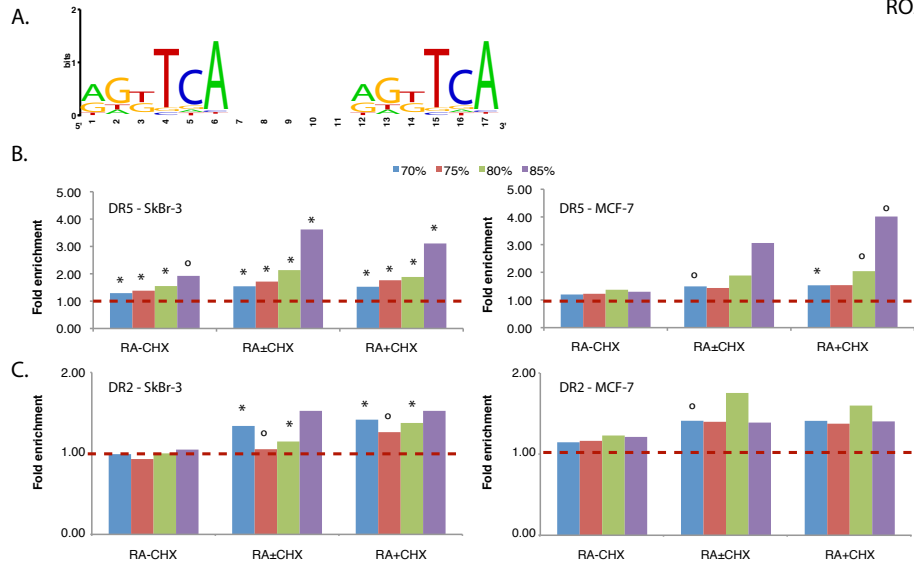 A.
RO
2
bits
1
0
AGTTCA AGTTCA
5' 1 2 3 4 5 6 7 8 9 10 11 12 13 14 15 16 17 3'
B.
70% 75% 80% 85%
DR5 - SkBr-3
Fold enrichment
5.00
4.00
3.00
2.00
1.00
0.00
* * * o * * * * * * * *
RA-CHX RA±CHX RA+CHX
DR5 - MCF-7
Fold enrichment
5.00
4.00
3.00
2.00
1.00
0.00
o * o o
RA-CHX RA±CHX RA+CHX
C.
DR2 - SkBr-3
Fold enrichment
2.00
1.00
0.00
* o * * o *
RA-CHX RA±CHX RA+CHX
DR2 - MCF-7
Fold enrichment
2.00
1.00
0.00
o
RA-CHX RA±CHX RA+CHX